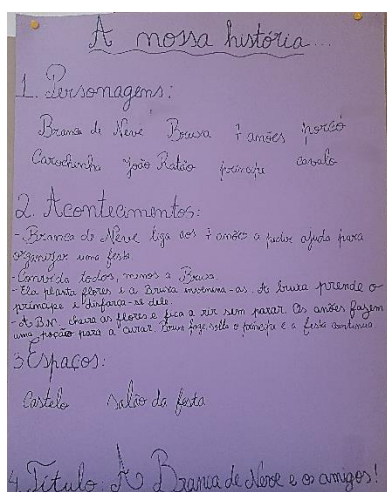 A nossa história...
1. Personagens:
Branca de Neve Bruxa 7 anões porco
Carochinha João Ratão príncipe cavalo
2. Acontecimentos:
- Branca de Neve liga aos 7 anões a pedir ajuda para
organizar uma festa.
- Convida todos, menos a Bruxa.
- Ela planta flores e a Bruxa envenena-as. A bruxa prende o
príncipe e disfarça-se dele.
- A BN cheira as flores e fica a rir sem parar. Os anões fazem
uma poção para a curar. Bruxa foge, solta o príncipe e a festa continua.
3 Espaços:
Castelo salão da festa
4. Título: A Branca de Neve e os amigos!